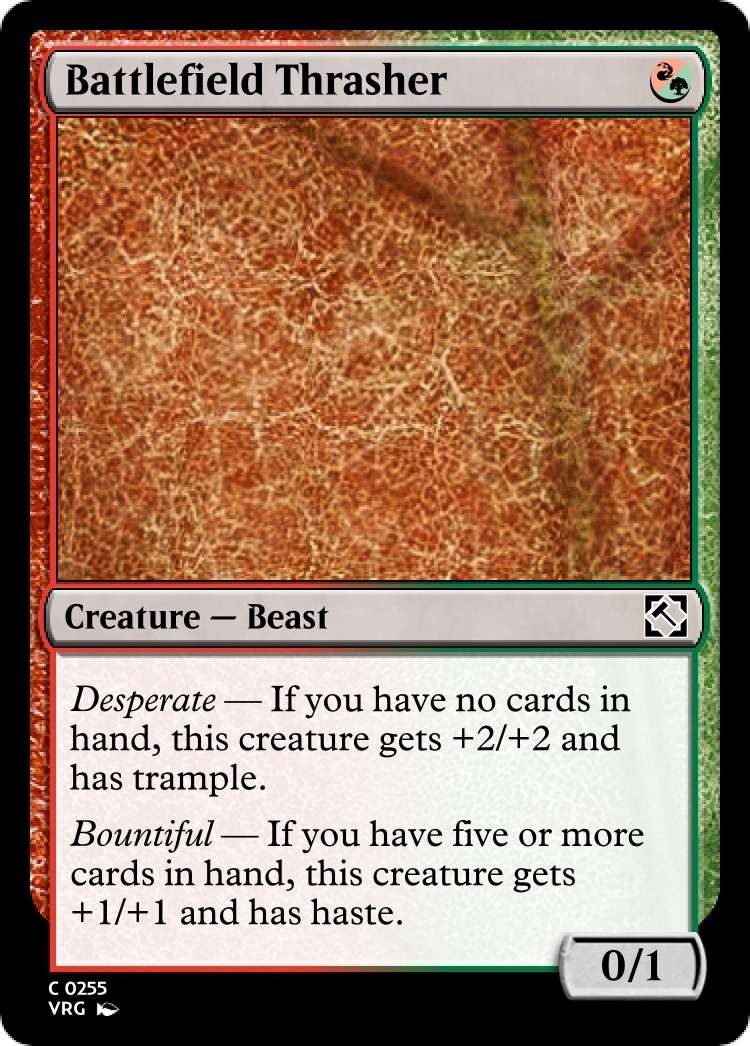 Battlefield Thrasher
Creature — Beast
Desperate — If you have no cards in
hand, this creature gets +2/+2 and
has trample.
Bountiful — If you have five or more
cards in hand, this creature gets
+1/+1 and has haste.
0/1
C 0255
VRG